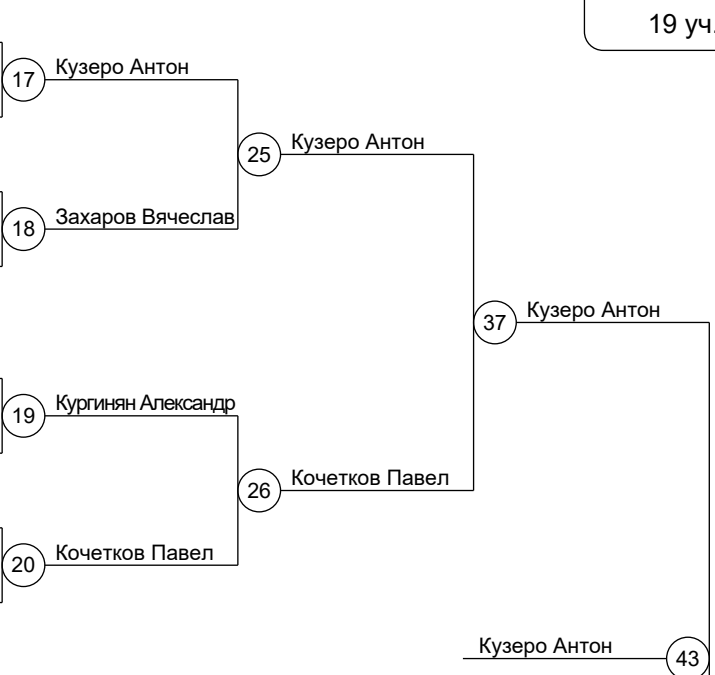 19 уч.
17 Кузеро Антон
25 Кузеро Антон
18 Захаров Вячеслав
37 Кузеро Антон
19 Кургинян Александр
26 Кочетков Павел
20 Кочетков Павел
Кузеро Антон 43